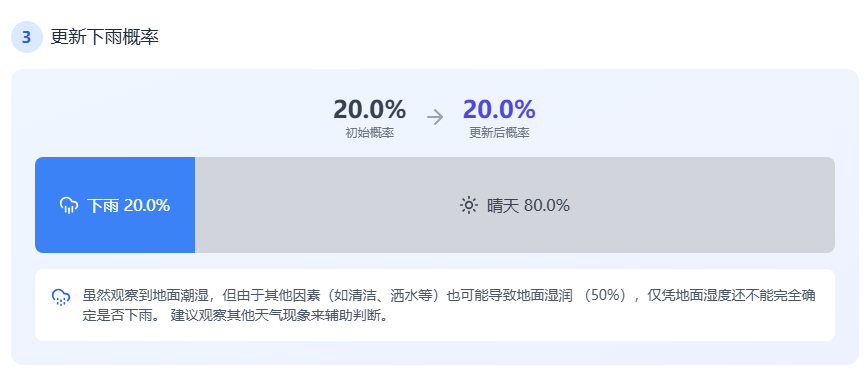 3 更新下雨概率
20.0% → 20.0%
初始概率 更新后概率
下雨 20.0% 晴天 80.0%
虽然观察到地面潮湿，但由于其他因素（如清洁、洒水等）也可能导致地面湿润 （50%），仅凭地面湿度还不能完全确
定是否下雨。 建议观察其他天气现象来辅助判断。